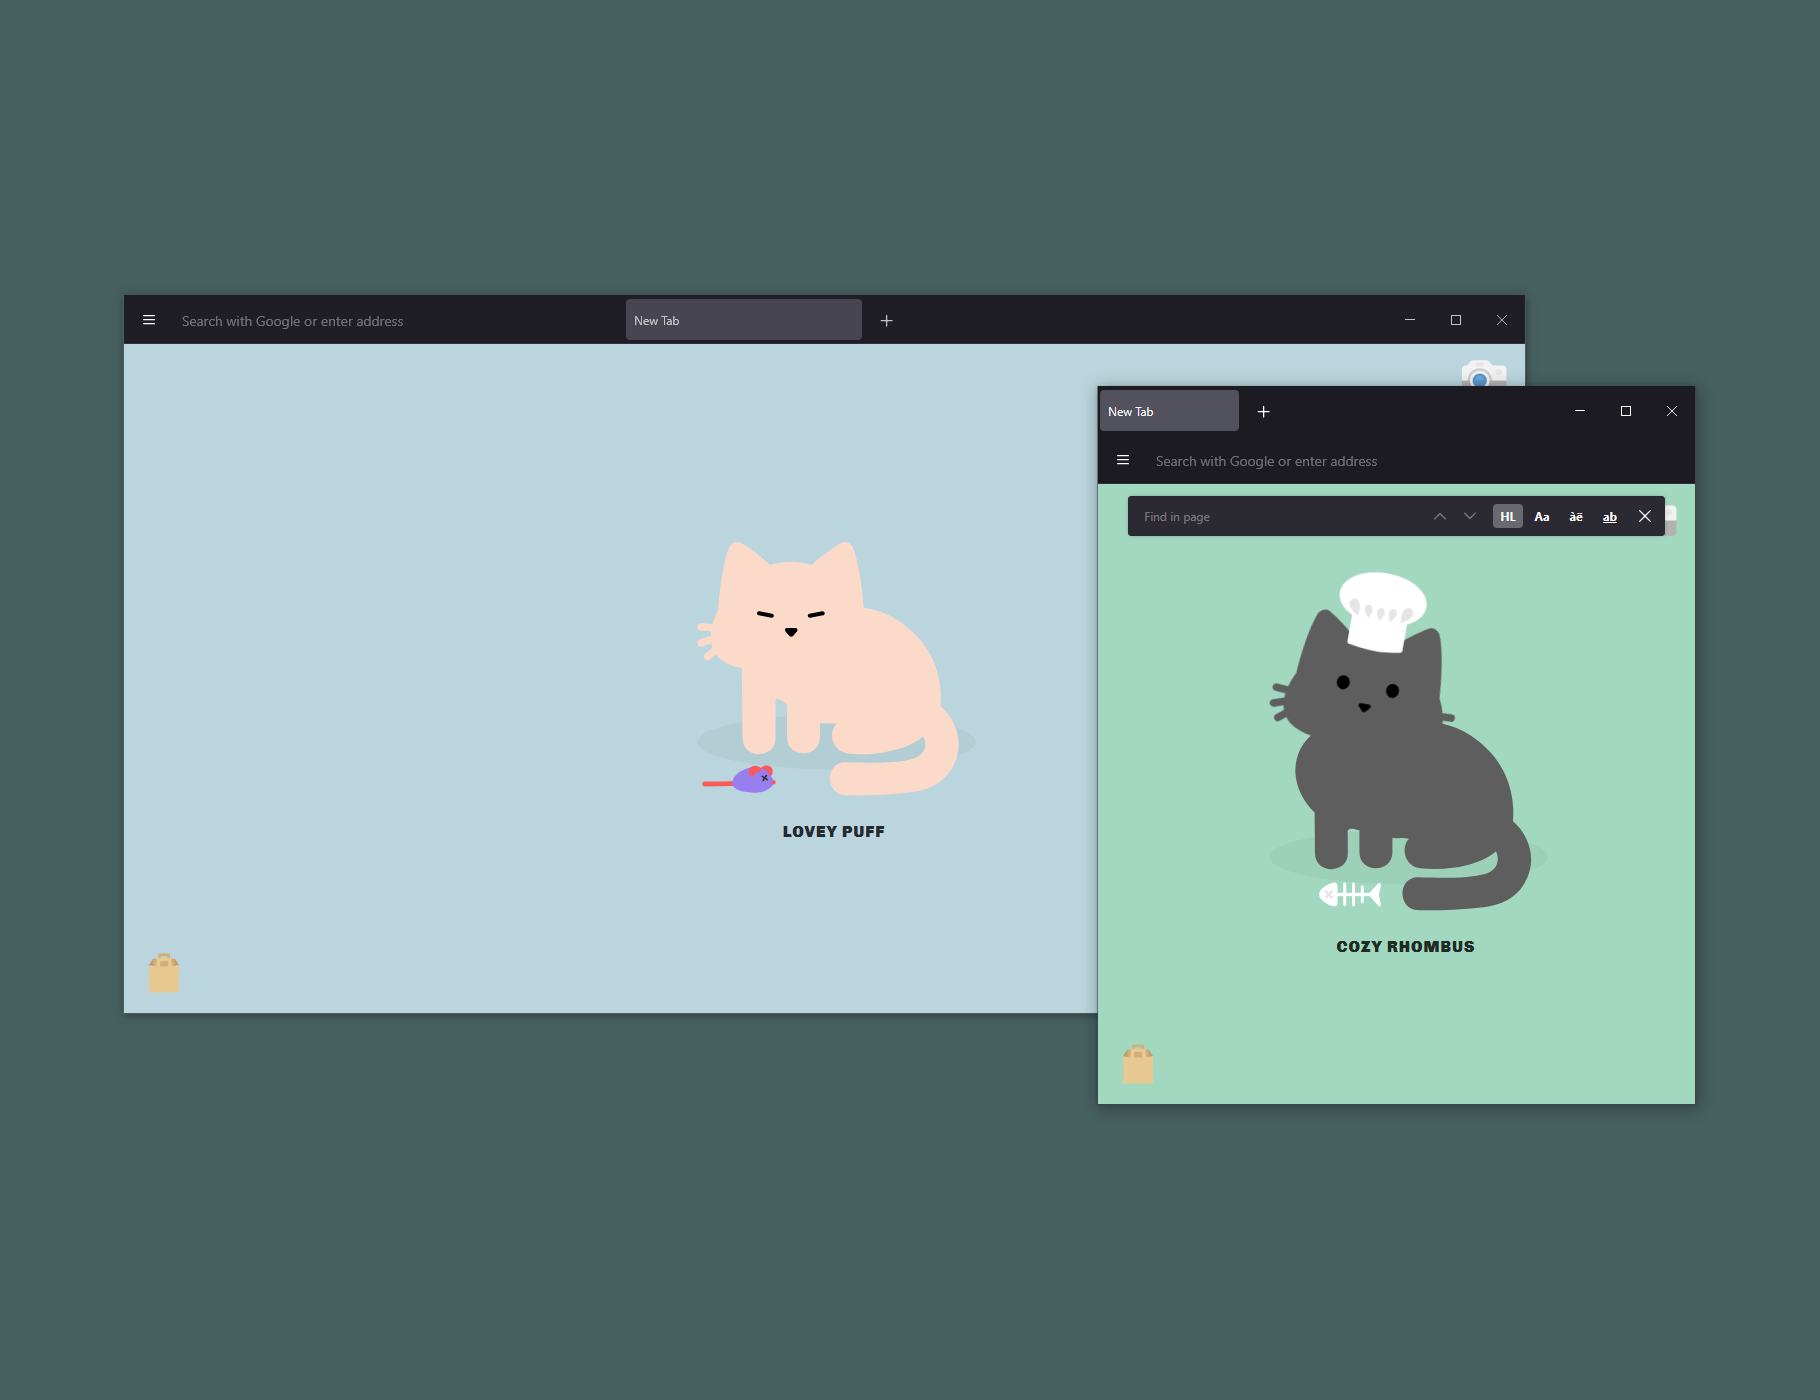 Search with Google or enter address
New Tab
LOVEY PUFF
New Tab
Search with Google or enter address
Find in page
HL Aa àë ab
COZY RHOMBUS